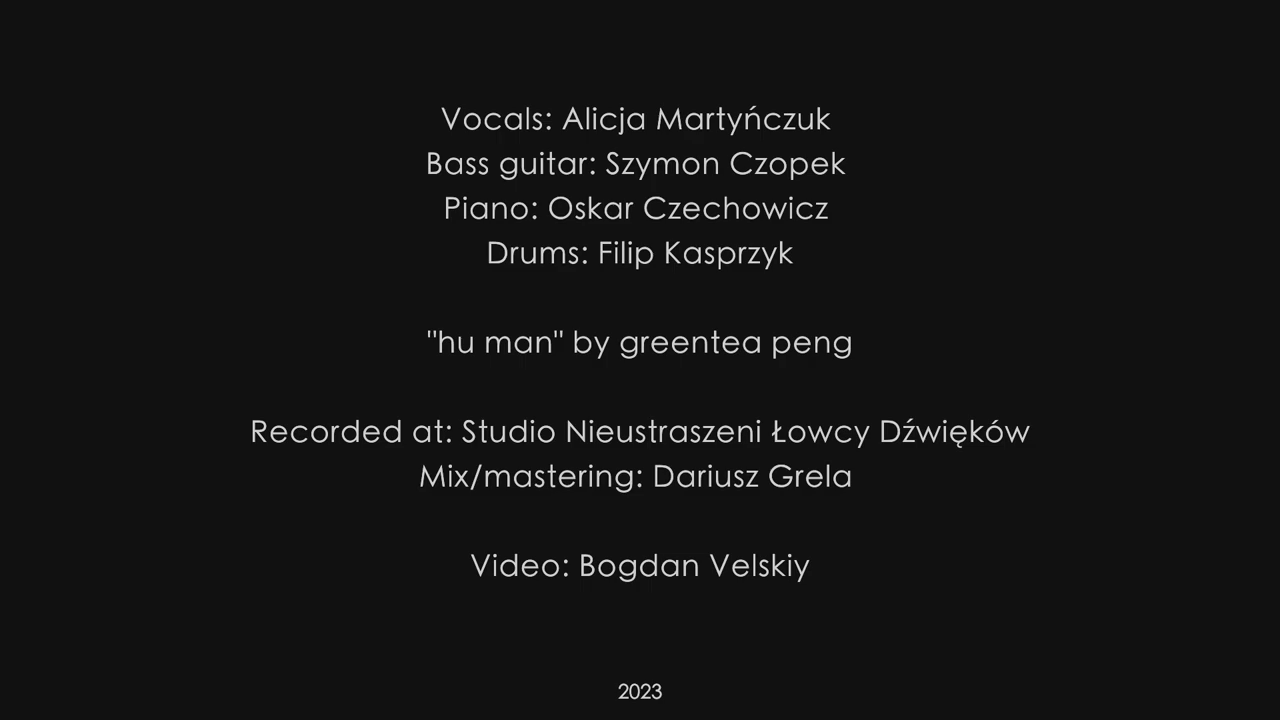 Vocals: Alicja Martyńczuk
Bass guitar: Szymon Czopek
Piano: Oskar Czechowicz
Drums: Filip Kasprzyk
"hu man" by greentea peng
Recorded at: Studio Nieustraszeni Łowcy Dźwięków
Mix/mastering: Dariusz Grela
Video: Bogdan Velskiy
2023